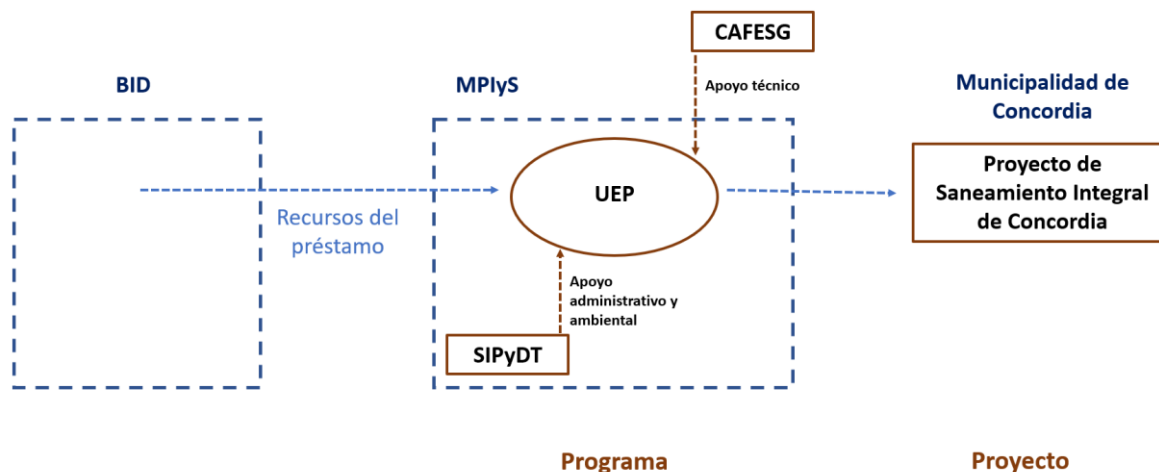 CAFESG
BID
MPIyS
Apoyo técnico
Municipalidad de
Concordia
Proyecto de
Saneamiento Integral
de Concordia
UEP
Recursos del
préstamo
Apoyo
administrativo y
ambiental
SIPyDT
Programa
Proyecto